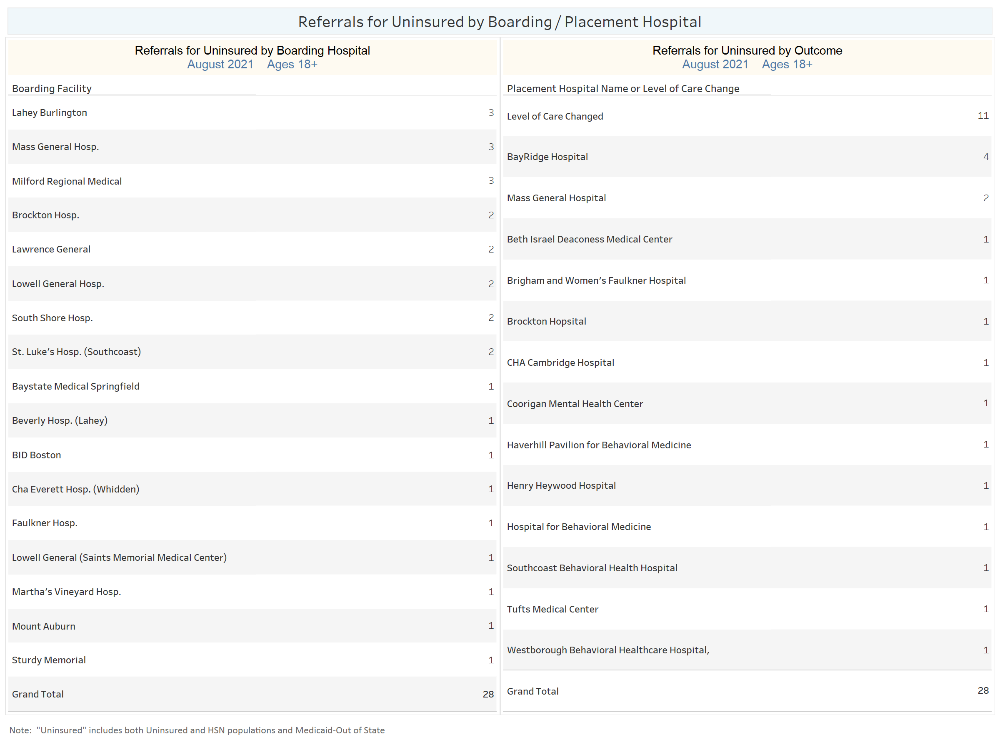 Referrals for Uninsured by Boarding / Placement Hospital
Referrals for Uninsured by Boarding Hospital
August 2021 Ages 18+
Boarding Facility
Lahey Burlington 3
Mass General Hosp. 3
Milford Regional Medical 3
Brockton Hosp. 2
Lawrence General 2
Lowell General Hosp. 2
South Shore Hosp. 2
St. Luke's Hosp. (Southcoast) 2
Baystate Medical Springfield 1
Beverly Hosp. (Lahey) 1
BID Boston 1
Cha Everett Hosp. (Whidden) 1
Faulkner Hosp. 1
Lowell General (Saints Memorial Medical Center) 1
Martha's Vineyard Hosp. 1
Mount Auburn 1
Sturdy Memorial 1
Grand Total 28
Referrals for Uninsured by Outcome
August 2021 Ages 18+
Placement Hospital Name or Level of Care Change
Level of Care Changed 11
BayRidge Hospital 4
Mass General Hospital 2
Beth Israel Deaconess Medical Center 1
Brigham and Women's Faulkner Hospital 1
Brockton Hopsital 1
CHA Cambridge Hospital 1
Coorigan Mental Health Center 1
Haverhill Pavilion for Behavioral Medicine 1
Henry Heywood Hospital 1
Hospital for Behavioral Medicine 1
Southcoast Behavioral Health Hospital 1
Tufts Medical Center 1
Westborough Behavioral Healthcare Hospital, 1
Grand Total 28
Note: "Uninsured" includes both Uninsured and HSN populations and Medicaid-Out of State